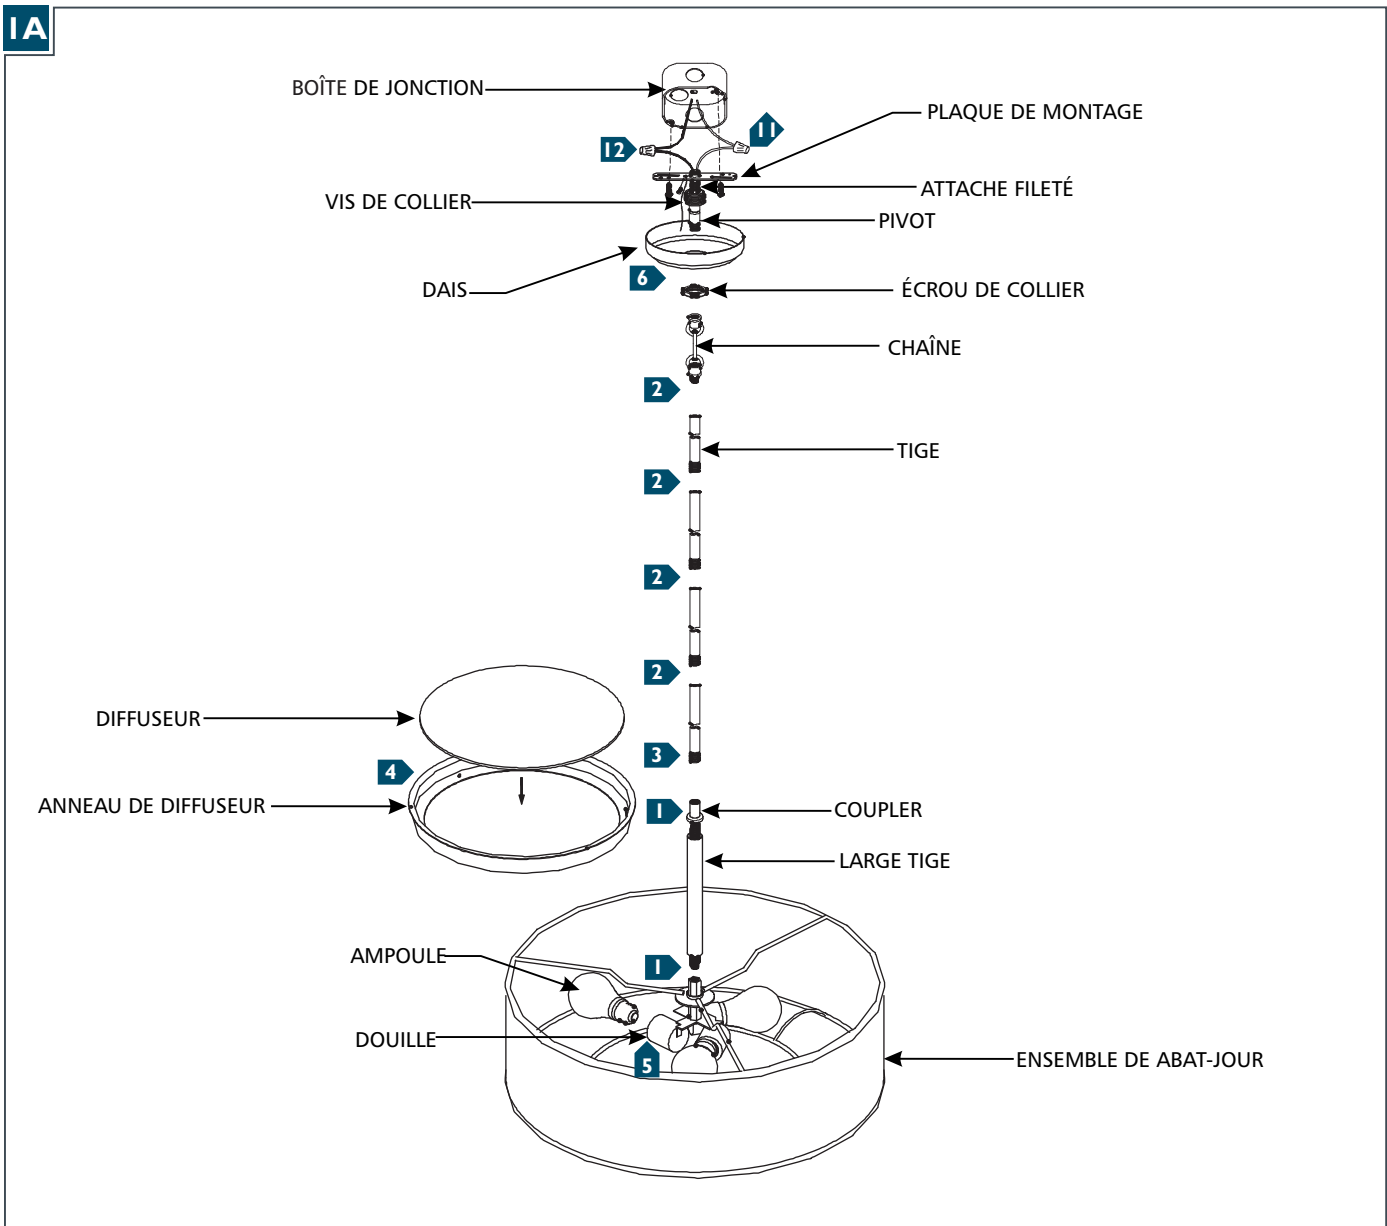 1A
BOÎTE DE JONCTION
PLAQUE DE MONTAGE
11
12
ATTACHE FILETÉ
VIS DE COLLIER
PIVOT
6
DAIS
ÉCROU DE COLLIER
CHAÎNE
2
TIGE
2
2
2
DIFFUSEUR
3
4
ANNEAU DE DIFFUSEUR
1
COUPLER
LARGE TIGE
AMPOULE
1
DOUILLE
5
ENSEMBLE DE ABAT-JOUR